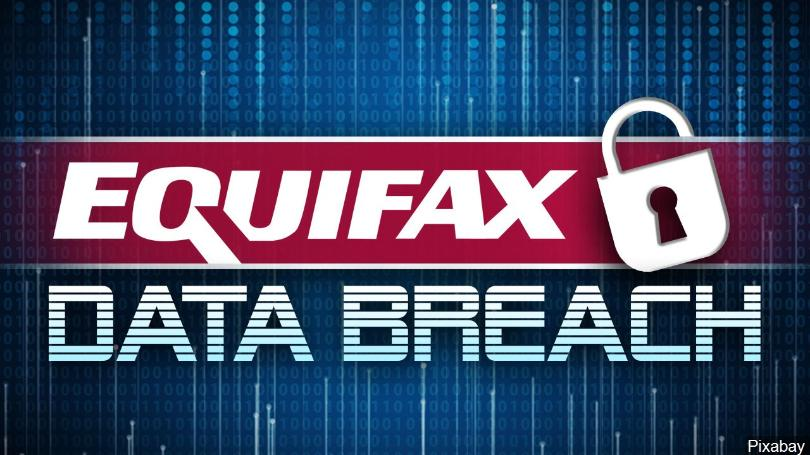 EQUIFAX
DATA BREACH
Pixabay